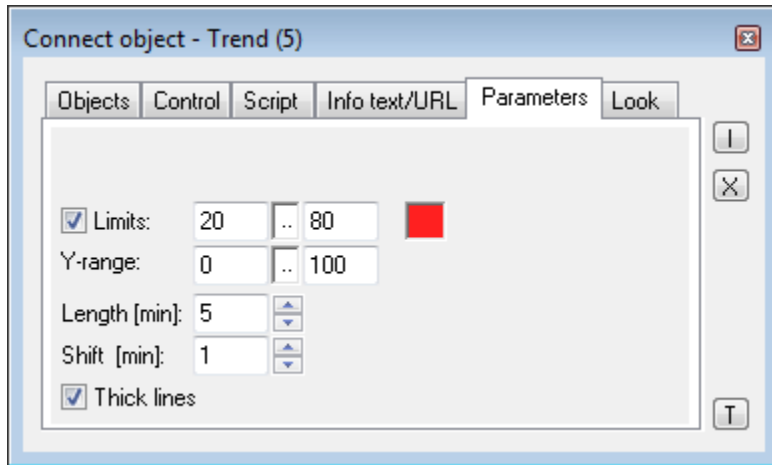 Connect object - Trend (5)
Objects Control Script Info text/URL Parameters Look
I
X
Limits: 20 .. 80
Y-range: 0 .. 100
Length [min]: 5
Shift [min]: 1
Thick lines
T